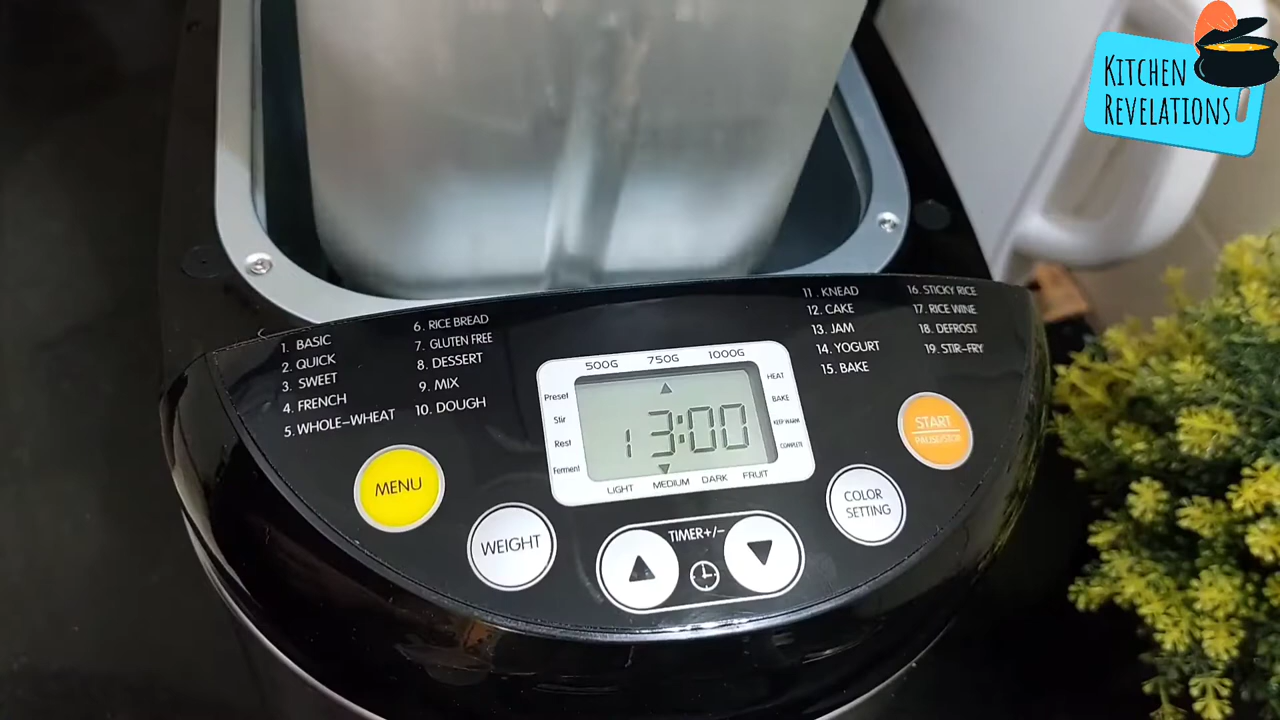 KITCHEN
REVELATIONS
1. BASIC
2. QUICK
3. SWEET
4. FRENCH
5. WHOLE-WHEAT
6. RICE BREAD
7. GLUTEN FREE
8. DESSERT
9. MIX
10. DOUGH
11. KNEAD
12. CAKE
13. JAM
14. YOGURT
15. BAKE
16. STICKY RICE
17. RICE WINE
18. DEFROST
19. STIR-FRY
500G 750G 1000G
Preset
Stir
Rest
Ferment
1 3:00
HEAT
BAKE
KEEP WARM
COMPLETE
LIGHT MEDIUM DARK FRUIT
MENU
WEIGHT
TIMER+/-
COLOR
SETTING
START
PAUSE/STOP